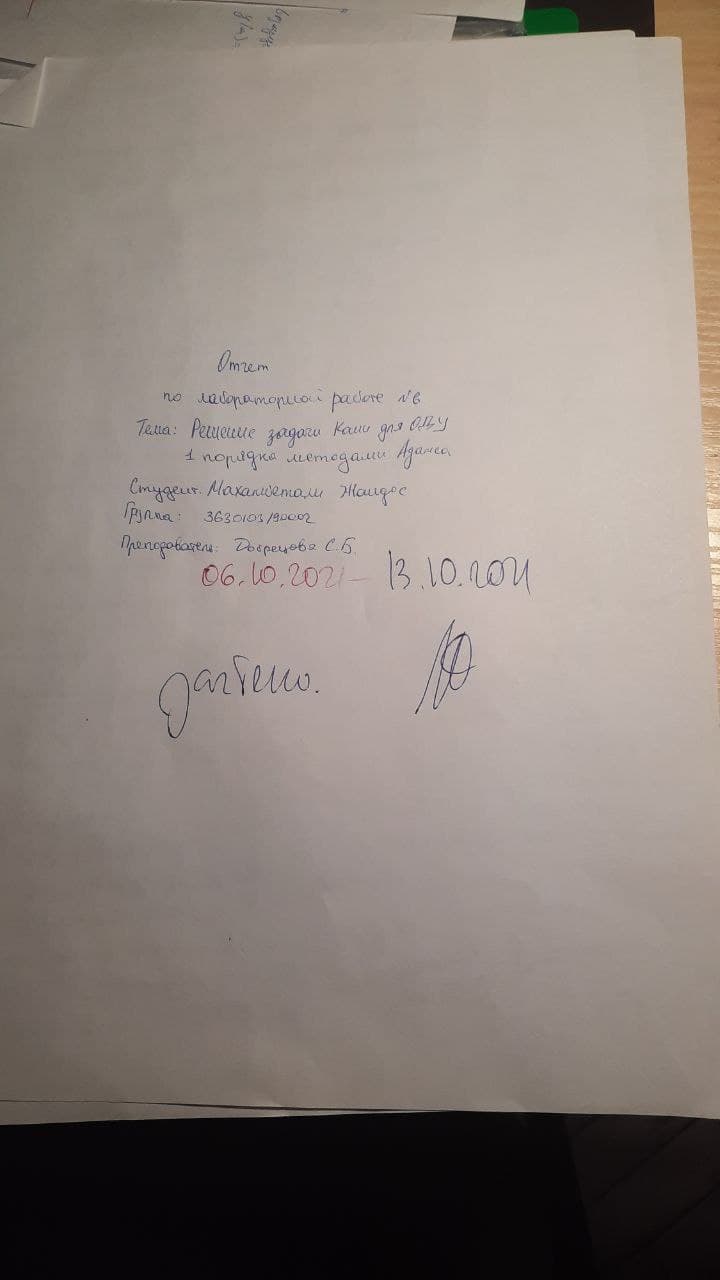 Отчет
по лабораторной работе №6
Тема: Решение задачи Коши для ОДУ
1 порядка методами Адамса
Студент: Жандос
Группа: 3630103/90002
Преподаватель: Добрецова С.Б.
06.10.2021 – 13.10.2021
зачтено.